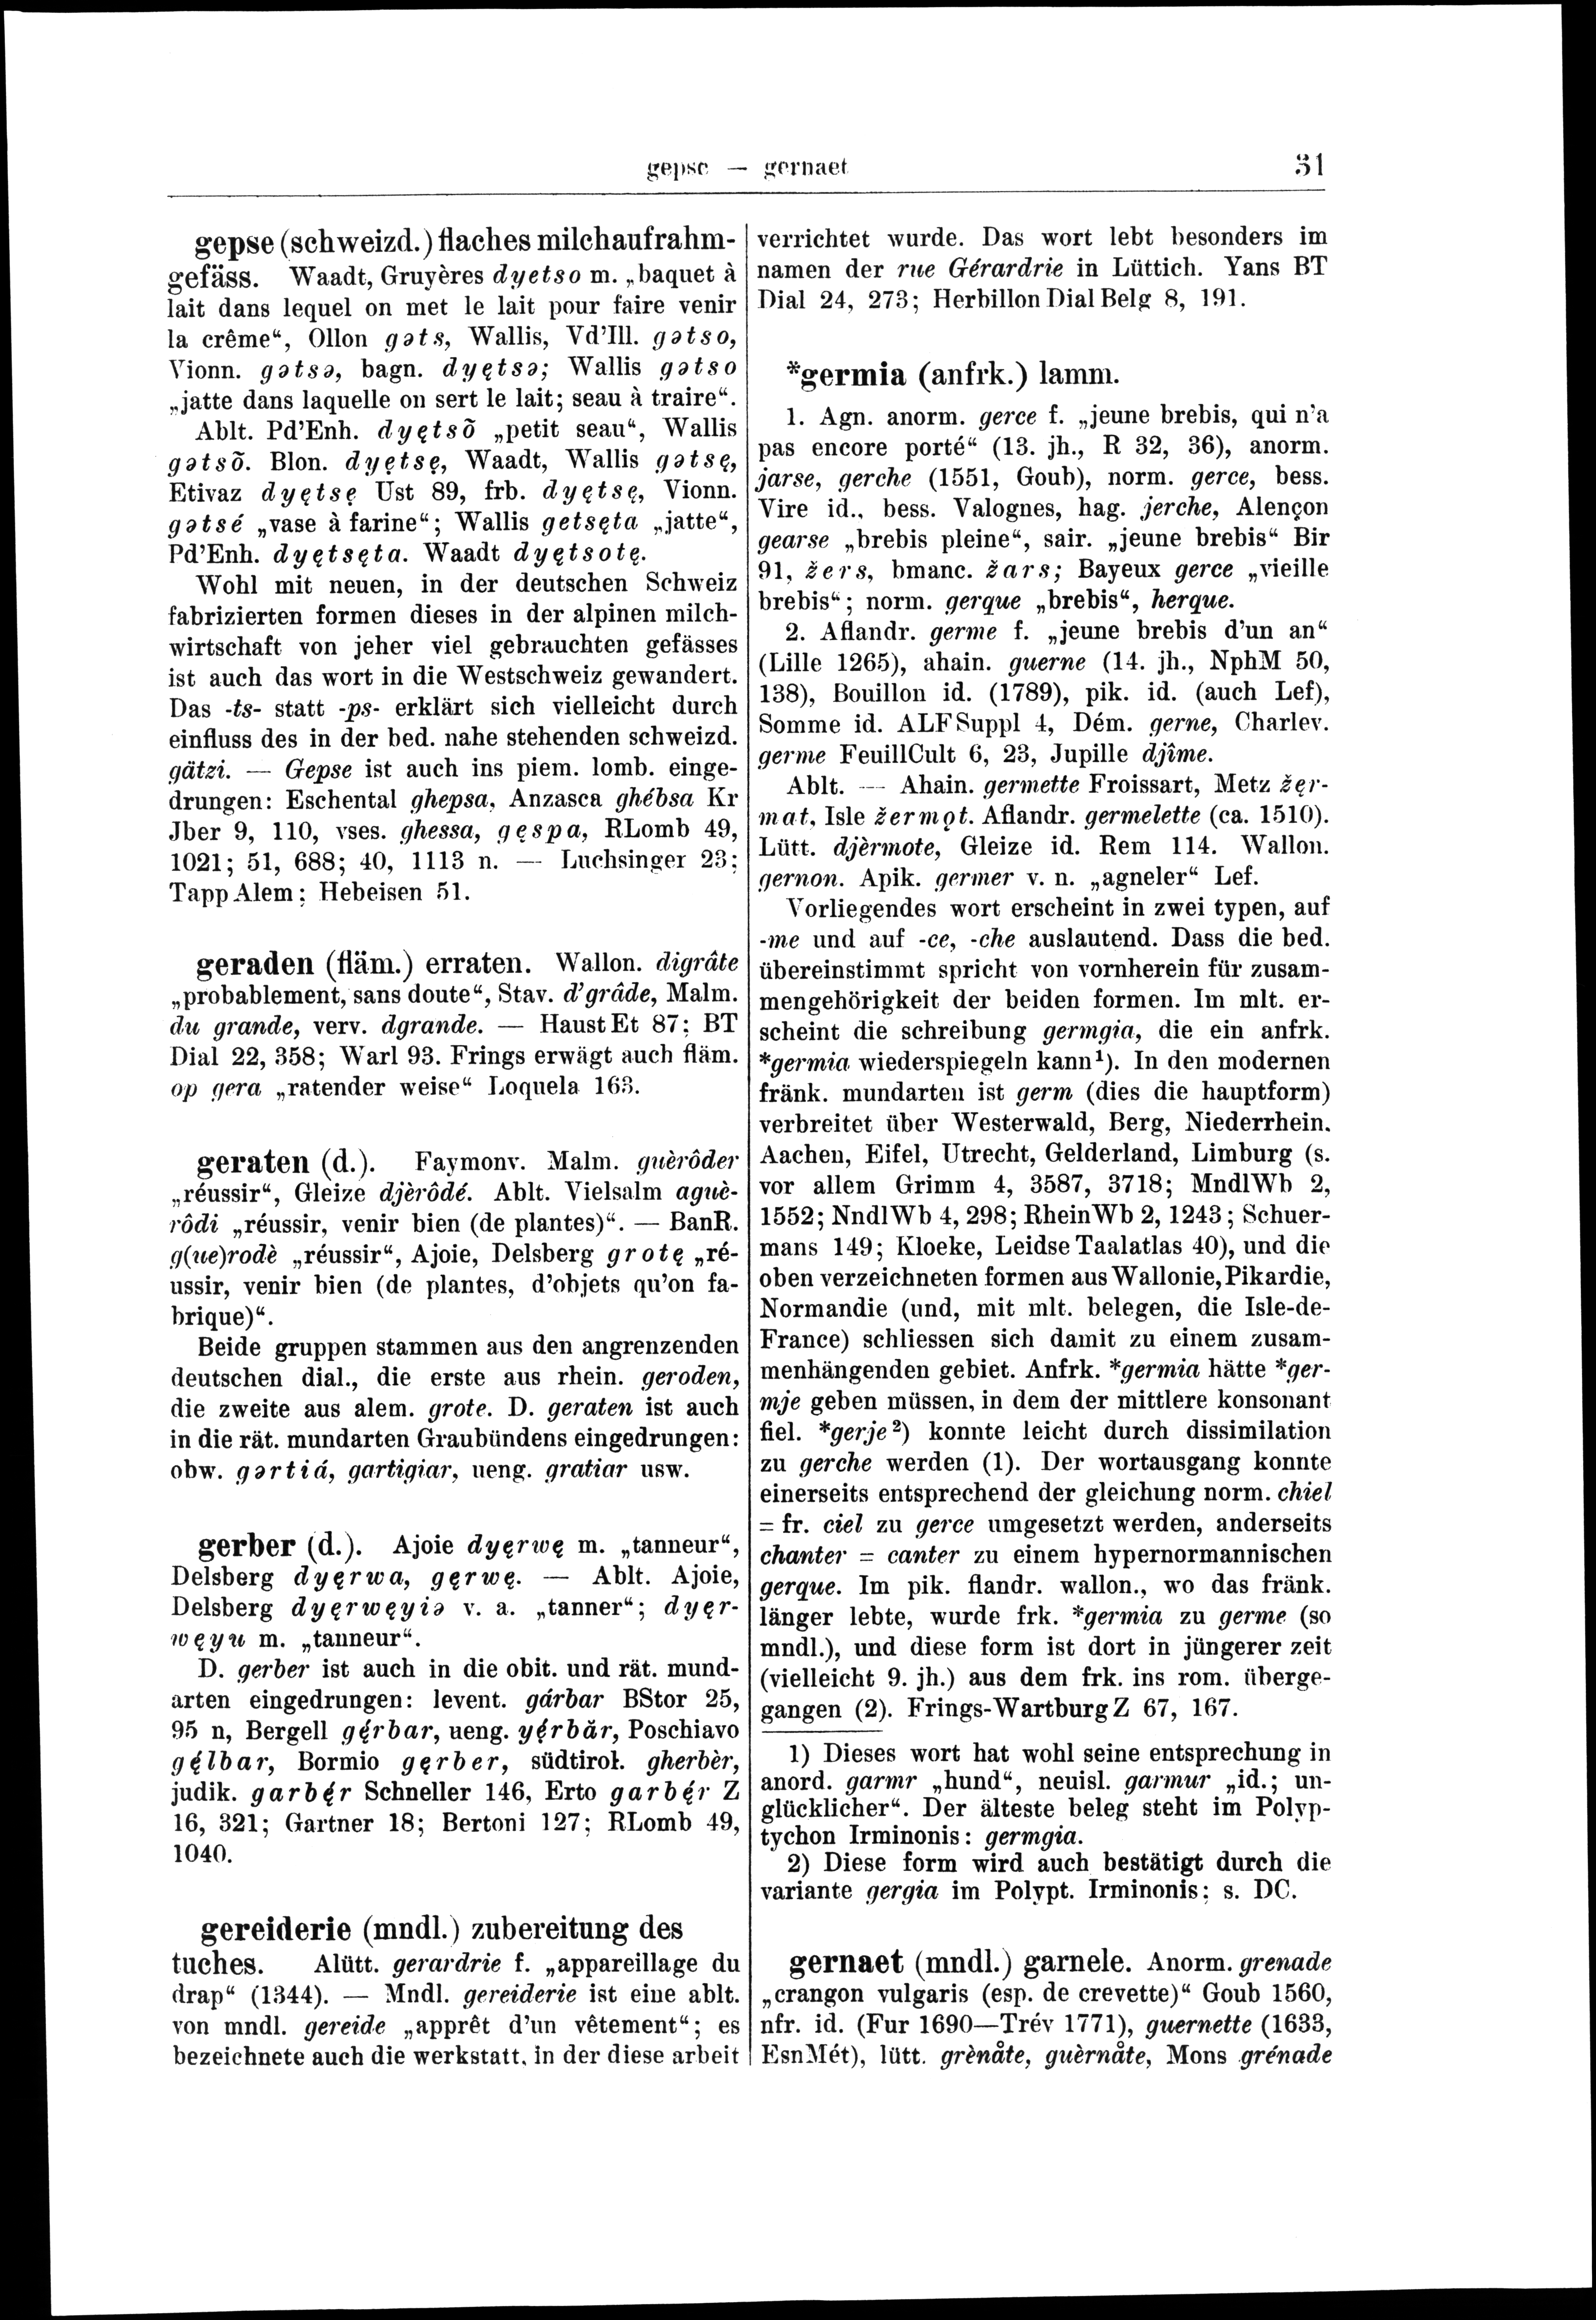 gepse — gernaet 31
gepse (schweizd.) flaches milchaufrahm-
gefäss. Waadt, Gruyères dyetso m. „baquet à
lait dans lequel on met le lait pour faire venir
la crême“, Ollon gəts, Wallis, Vd'Ill. gətso,
Vionn. gətsə, bagn. dyętsə; Wallis gətso
„jatte dans laquelle on sert le lait; seau à traire“.
Ablt. Pd'Enh. dyętsõ „petit seau“, Wallis
gətsõ. Blon. dyętsę, Waadt, Wallis gətsę,
Etivaz dyętsę Ust 89, frb. dyętsę, Vionn.
gətsé „vase à farine“; Wallis getsęta „jatte“,
Pd'Enh. dyętsęta. Waadt dyętsotę.
Wohl mit neuen, in der deutschen Schweiz
fabrizierten formen dieses in der alpinen milch-
wirtschaft von jeher viel gebrauchten gefässes
ist auch das wort in die Westschweiz gewandert.
Das -ts- statt -ps- erklärt sich vielleicht durch
einfluss des in der bed. nahe stehenden schweizd.
gätzi. — Gepse ist auch ins piem. lomb. einge-
drungen: Eschental ghepsa, Anzasca ghébsa Kr
Jber 9, 110, vses. ghessa, gęspa, RLomb 49,
1021; 51, 688; 40, 1113 n. — Luchsinger 23;
TappAlem; Hebeisen 51.
geraden (fläm.) erraten. Wallon. digrâte
„probablement, sans doute“, Stav. d'grâde, Malm.
du grande, verv. dgrande. — HaustEt 87; BT
Dial 22, 358; Warl 93. Frings erwägt auch fläm.
op gera „ratender weise“ Loquela 163.
geraten (d.). Faymonv. Malm. guèrôder
„réussir“, Gleize djèrôdé. Ablt. Vielsalm aguè-
rôdi „réussir, venir bien (de plantes)“. — BanR.
g(ue)rodè „réussir“, Ajoie, Delsberg grotę „ré-
ussir, venir bien (de plantes, d'objets qu'on fa-
brique)“.
Beide gruppen stammen aus den angrenzenden
deutschen dial., die erste aus rhein. geroden,
die zweite aus alem. grote. D. geraten ist auch
in die rät. mundarten Graubündens eingedrungen:
obw. gərtiá, gartigiar, ueng. gratiar usw.
gerber (d.). Ajoie dyęrwę m. „tanneur“,
Delsberg dyęrwa, gęrwę. — Ablt. Ajoie,
Delsberg dyęrwęyiə v. a. „tanner“; dyęr-
węyu m. „tanneur“.
D. gerber ist auch in die obit. und rät. mund-
arten eingedrungen: levent. gárbar BStor 25,
95 n, Bergell gę́rbar, ueng. yę́rbăr, Poschiavo
gę́lbar, Bormio gęrber, südtirol. gherbèr,
judik. garbę́r Schneller 146, Erto garbę́r Z
16, 321; Gartner 18; Bertoni 127; RLomb 49,
1040.
gereiderie (mndl.) zubereitung des
tuches. Alütt. gerardrie f. „appareillage du
drap“ (1344). — Mndl. gereiderie ist eine ablt.
von mndl. gereide „apprêt d'un vêtement“; es
bezeichnete auch die werkstatt, in der diese arbeit
verrichtet wurde. Das wort lebt besonders im
namen der rue Gérardrie in Lüttich. Yans BT
Dial 24, 273; HerbillonDialBelg 8, 191.
*germia (anfrk.) lamm.
1. Agn. anorm. gerce f. „jeune brebis, qui n'a
pas encore porté“ (13. jh., R 32, 36), anorm.
jarse, gerche (1551, Goub), norm. gerce, bess.
Vire id., bess. Valognes, hag. jerche, Alençon
gearse „brebis pleine“, sair. „jeune brebis“ Bir
91, žers, bmanc. žars; Bayeux gerce „vieille
brebis“; norm. gerque „brebis“, herque.
2. Aflandr. germe f. „jeune brebis d'un an“
(Lille 1265), ahain. guerne (14. jh., NphM 50,
138), Bouillon id. (1789), pik. id. (auch Lef),
Somme id. ALFSuppl 4, Dém. gerne, Charlev.
germe FeuillCult 6, 23, Jupille djîme.
Ablt. — Ahain. germette Froissart, Metz žęr-
mat, Isle žermǫt. Aflandr. germelette (ca. 1510).
Lütt. djèrmote, Gleize id. Rem 114. Wallon.
gernon. Apik. germer v. n. „agneler“ Lef.
Vorliegendes wort erscheint in zwei typen, auf
-me und auf -ce, -che auslautend. Dass die bed.
übereinstimmt spricht von vornherein für zusam-
mengehörigkeit der beiden formen. Im mlt. er-
scheint die schreibung germgia, die ein anfrk.
*germia wiederspiegeln kann¹). In den modernen
fränk. mundarten ist germ (dies die hauptform)
verbreitet über Westerwald, Berg, Niederrhein.
Aachen, Eifel, Utrecht, Gelderland, Limburg (s.
vor allem Grimm 4, 3587, 3718; MndlWb 2,
1552; NndlWb 4, 298; RheinWb 2, 1243; Schuer-
mans 149; Kloeke, LeidseTaalatlas 40), und die
oben verzeichneten formen aus Wallonie, Pikardie,
Normandie (und, mit mlt. belegen, die Isle-de-
France) schliessen sich damit zu einem zusam-
menhängenden gebiet. Anfrk. *germia hätte *ger-
mje geben müssen, in dem der mittlere konsonant
fiel. *gerje²) konnte leicht durch dissimilation
zu gerche werden (1). Der wortausgang konnte
einerseits entsprechend der gleichung norm. chiel
= fr. ciel zu gerce umgesetzt werden, anderseits
chanter = canter zu einem hypernormannischen
gerque. Im pik. flandr. wallon., wo das fränk.
länger lebte, wurde frk. *germia zu germe (so
mndl.), und diese form ist dort in jüngerer zeit
(vielleicht 9. jh.) aus dem frk. ins rom. überge-
gangen (2). Frings-WartburgZ 67, 167.
1) Dieses wort hat wohl seine entsprechung in
anord. garmr „hund“, neuisl. garmur „id.; un-
glücklicher“. Der älteste beleg steht im Polyp-
tychon Irminonis: germgia.
2) Diese form wird auch bestätigt durch die
variante gergia im Polypt. Irminonis; s. DC.
gernaet (mndl.) garnele. Anorm. grenade
„crangon vulgaris (esp. de crevette)“ Goub 1560,
nfr. id. (Fur 1690—Trév 1771), guernette (1633,
EsnMét), lütt. grènåte, guèrnåte, Mons grénade